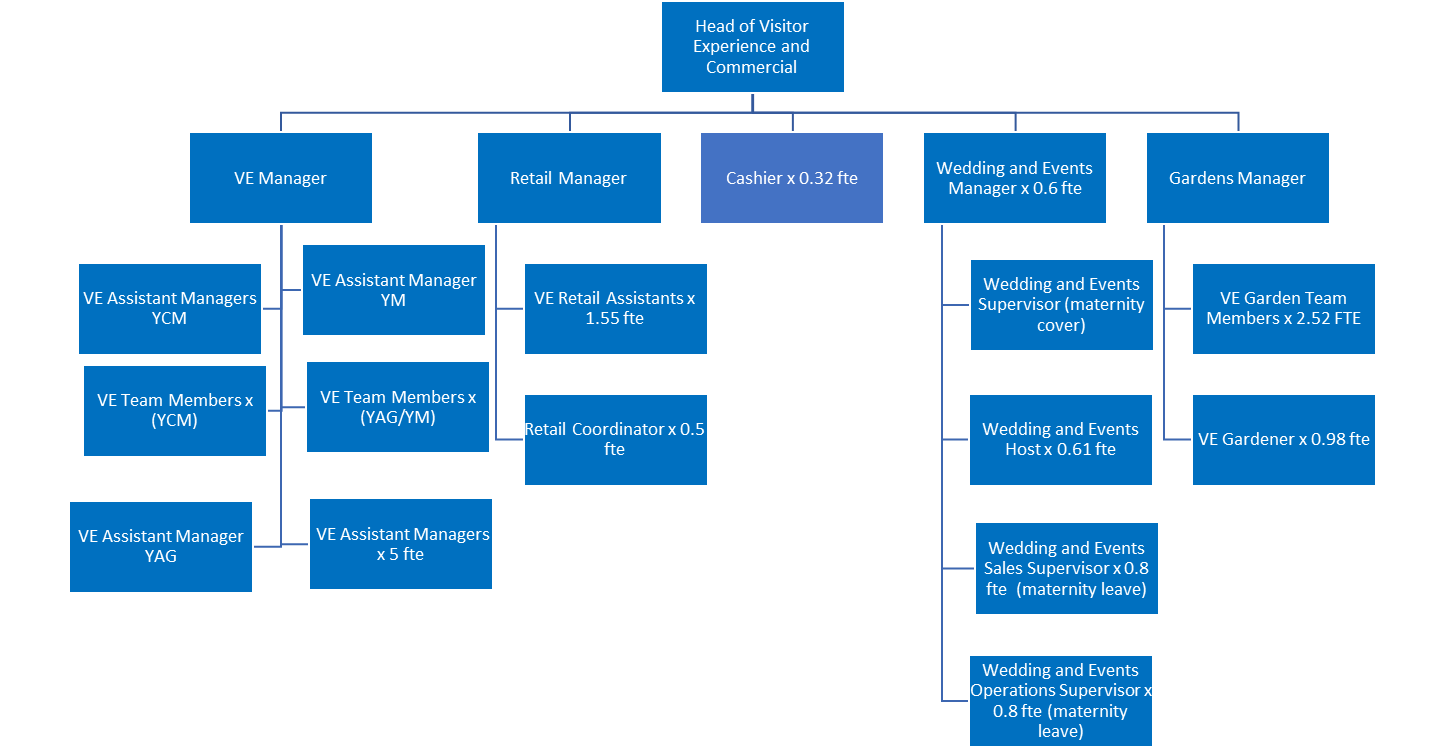 Head of Visitor
Experience and
Commercial
VE Manager
Retail Manager
Cashier x 0.32 fte
Wedding and Events
Manager x 0.6 fte
Gardens Manager
VE Assistant Managers
YCM
VE Assistant Manager
YM
VE Team Members x
(YCM)
VE Team Members x
(YAG/YM)
VE Assistant Manager
YAG
VE Assistant Managers
x 5 fte
VE Retail Assistants x
1.55 fte
Retail Coordinator x 0.5
fte
Wedding and Events
Supervisor (maternity
cover)
Wedding and Events
Host x 0.61 fte
Wedding and Events
Sales Supervisor x 0.8
fte (maternity leave)
Wedding and Events
Operations Supervisor x
0.8 fte (maternity
leave)
VE Garden Team
Members x 2.52 FTE
VE Gardener x 0.98 fte